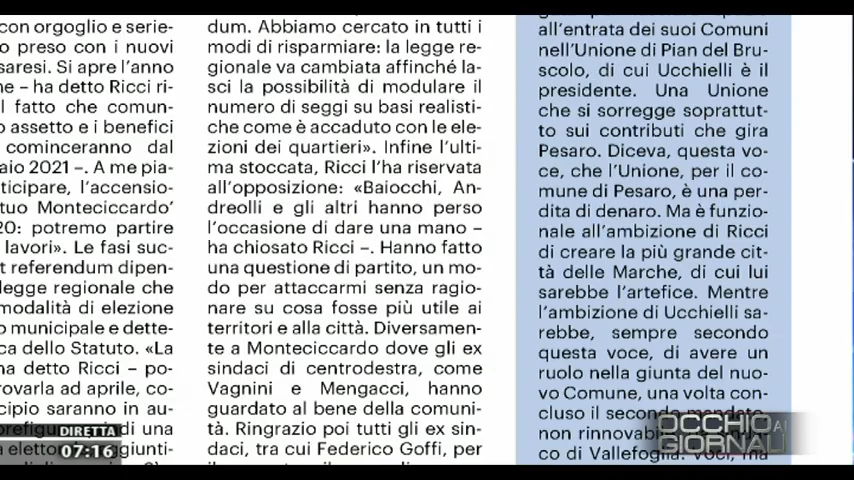 con orgoglio e serie-
o preso con i nuovi
saresi. Si apre l'anno
ne – ha detto Ricci ri-
l fatto che comun-
o assetto e i benefici
cominceranno dal
aio 2021 –. A me pia-
ticipare, l'accensio-
tuo Monteciccardo'
20: potremo partire
lavori». Le fasi suc-
t referendum dipen-
legge regionale che
modalità di elezione
o municipale e dette-
ca dello Statuto. «La
na detto Ricci – po-
rovarla ad aprile, co-
cipio saranno in au-
di una
giunti-
dum. Abbiamo cercato in tutti i
modi di risparmiare: la legge re-
gionale va cambiata affinché la-
sci la possibilità di modulare il
numero di seggi su basi realisti-
che come è accaduto con le ele-
zioni dei quartieri». Infine l'ulti-
ma stoccata, Ricci l'ha riservata
all'opposizione: «Baiocchi, An-
dreolli e gli altri hanno perso
l'occasione di dare una mano –
ha chiosato Ricci –. Hanno fatto
una questione di partito, un mo-
do per attaccarmi senza ragio-
nare su cosa fosse più utile ai
territori e alla città. Diversamen-
te a Monteciccardo dove gli ex
sindaci di centrodestra, come
Vagnini e Mengacci, hanno
guardato al bene della comuni-
tà. Ringrazio poi tutti gli ex sin-
daci, tra cui Federico Goffi, per
all'entrata dei suoi Comuni
nell'Unione di Pian del Bru-
scolo, di cui Ucchielli è il
presidente. Una Unione
che si sorregge soprattut-
to sui contributi che gira
Pesaro. Diceva, questa vo-
ce, che l'Unione, per il co-
mune di Pesaro, è una per-
dita di denaro. Ma è funzio-
nale all'ambizione di Ricci
di creare la più grande cit-
tà delle Marche, di cui lui
sarebbe l'artefice. Mentre
l'ambizione di Ucchielli sa-
rebbe, sempre secondo
questa voce, di avere un
ruolo nella giunta del nuo-
vo Comune, una volta con-
cluso il secondo mandato
non
co di Vallefoglia. Voci, ma
DIRETTA
07:16
OCCHIO AI
GIORNALI